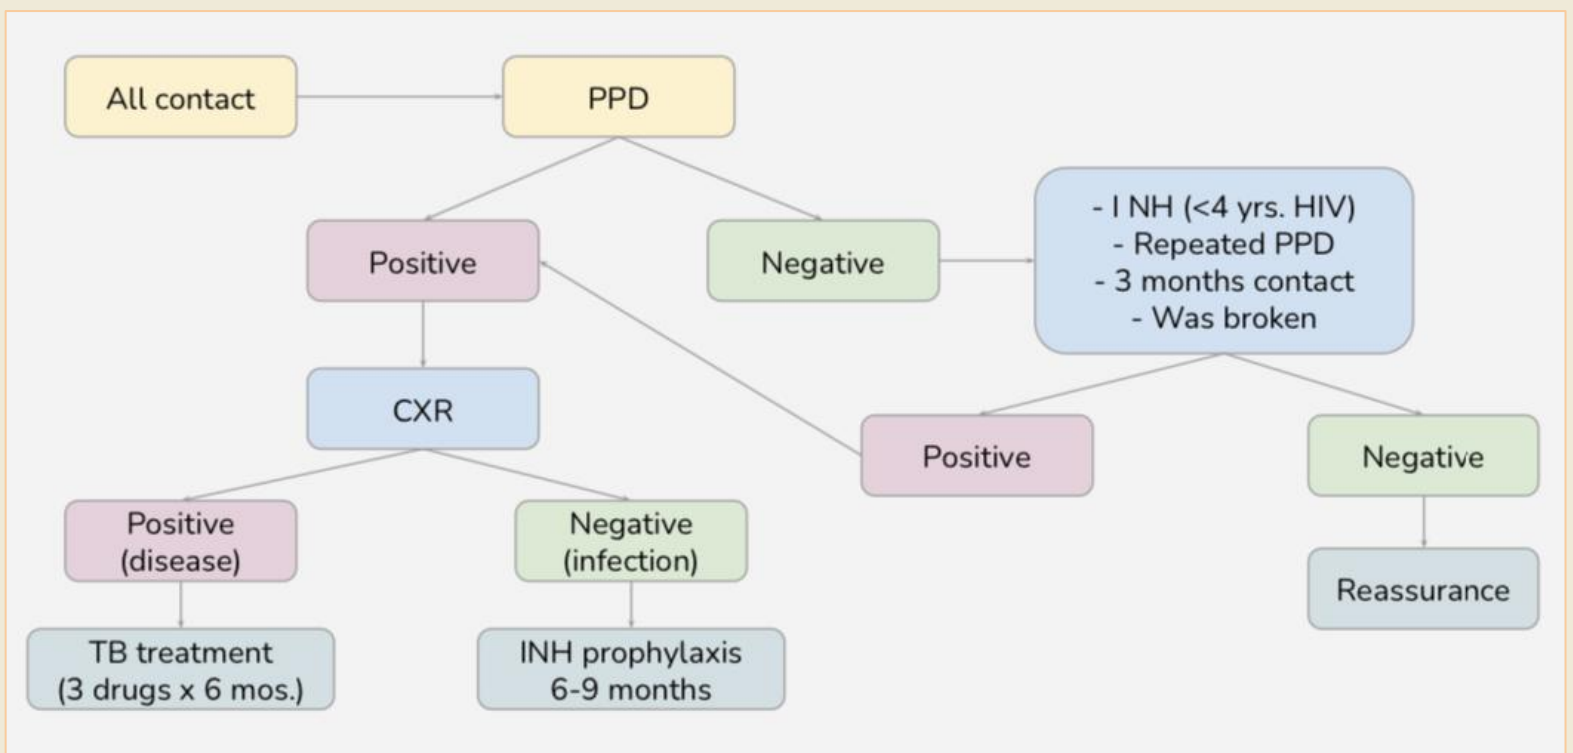 All contact
PPD
Positive
Negative
- I NH (<4 yrs. HIV)
- Repeated PPD
- 3 months contact
- Was broken
CXR
Positive
Negative
Positive
(disease)
Negative
(infection)
Reassurance
TB treatment
(3 drugs x 6 mos.)
INH prophylaxis
6-9 months